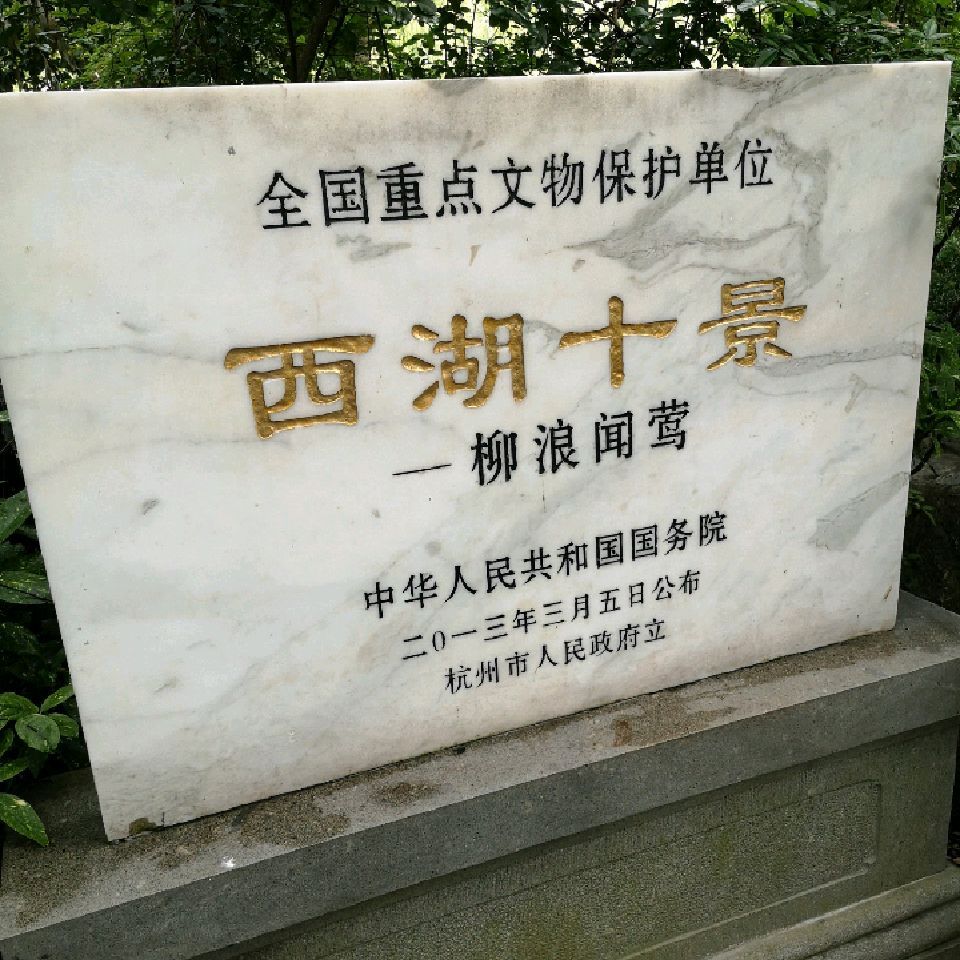 全国重点文物保护单位
西湖十景
—柳浪闻莺
中华人民共和国国务院
二0一三年三月五日公布
杭州市人民政府立